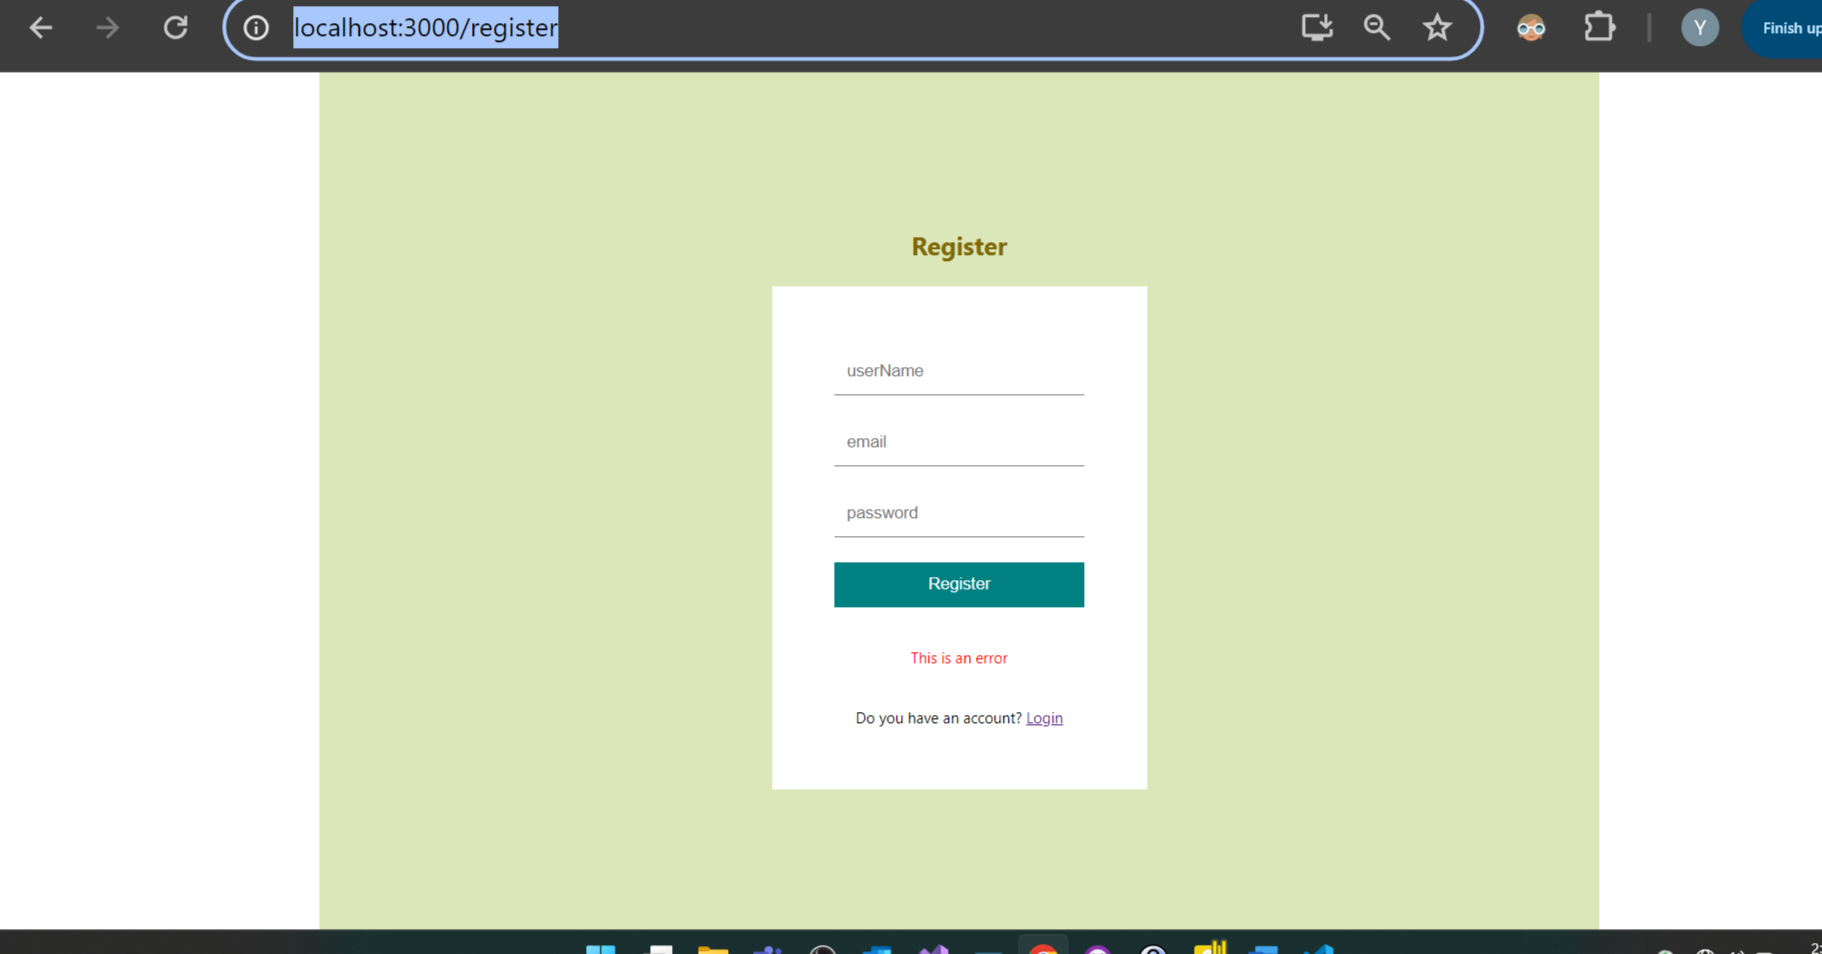 localhost:3000/register
Y
Finish up
Register
userName
email
password
Register
This is an error
Do you have an account? Login